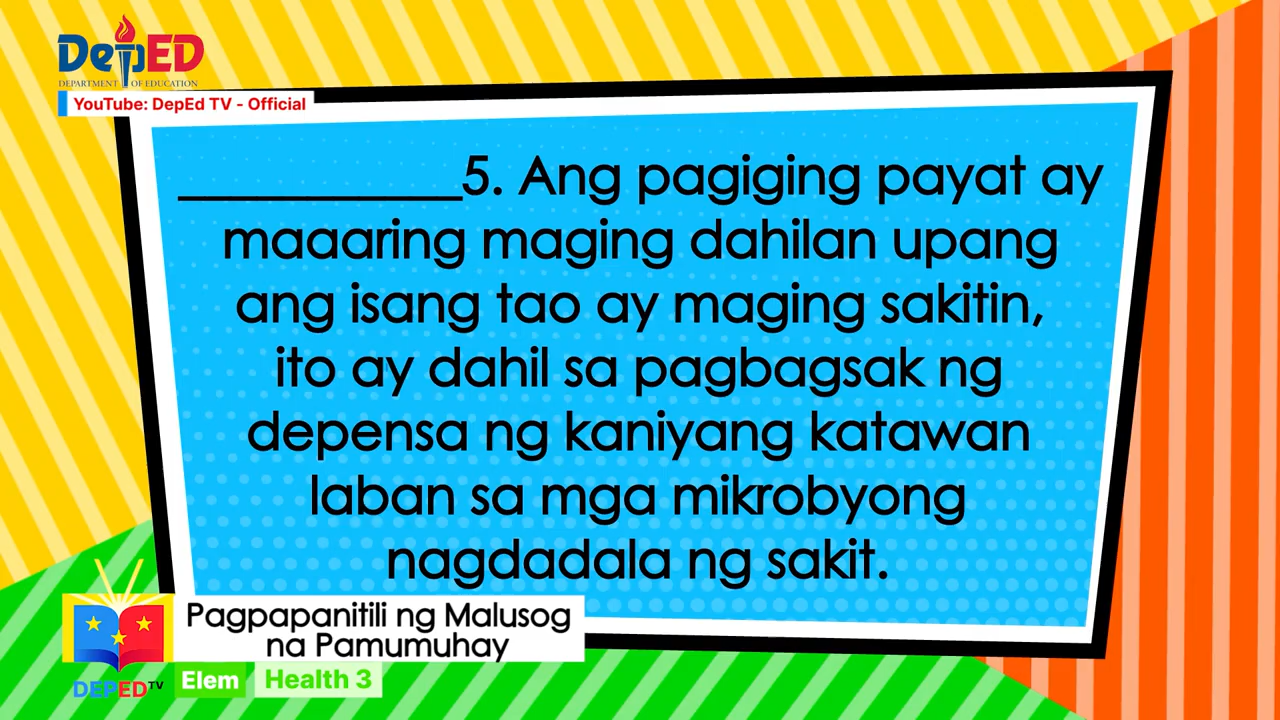 DepED
DEPARTMENT OF EDUCATION
YouTube: DepEd TV - Official
___________5. Ang pagiging payat ay
maaaring maging dahilan upang
ang isang tao ay maging sakitin,
ito ay dahil sa pagbagsak ng
depensa ng kaniyang katawan
laban sa mga mikrobyong
nagdadala ng sakit.
Pagpapanitili ng Malusog
na Pamumuhay
DEPED TV
Elem Health 3